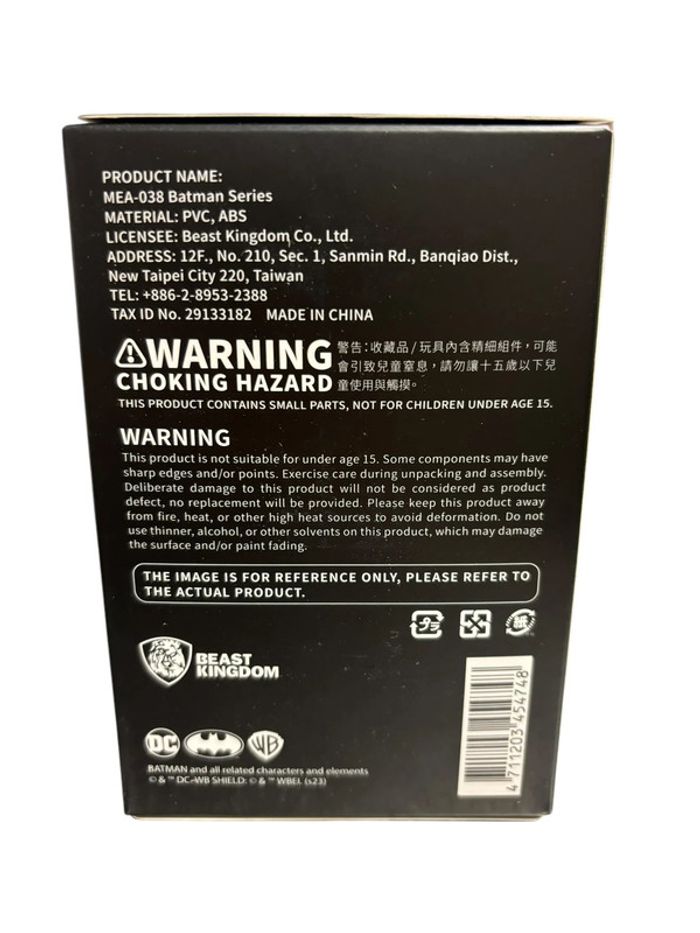 PRODUCT NAME:
MEA-038 Batman Series
MATERIAL: PVC, ABS
LICENSEE: Beast Kingdom Co., Ltd.
ADDRESS: 12F., No. 210, Sec. 1, Sanmin Rd., Banqiao Dist.,
New Taipei City 220, Taiwan
TEL: +886-2-8953-2388
TAX ID No. 29133182 MADE IN CHINA
WARNING
CHOKING HAZARD
警告:收藏品/玩具內含精細組件,可能
會引致兒童窒息,請勿讓十五歲以下兒
童使用與觸摸。
THIS PRODUCT CONTAINS SMALL PARTS, NOT FOR CHILDREN UNDER AGE 15.
WARNING
This product is not suitable for under age 15. Some components may have
sharp edges and/or points. Exercise care during unpacking and assembly.
Deliberate damage to this product will not be considered as product
defect, no replacement will be provided. Please keep this product away
from fire, heat, or other high heat sources to avoid deformation. Do not
use thinner, alcohol, or other solvents on this product, which may damage
the surface and/or paint fading.
THE IMAGE IS FOR REFERENCE ONLY, PLEASE REFER TO
THE ACTUAL PRODUCT.
プラ
紙
BEAST
KINGDOM
DC
WB
BATMAN and all related characters and elements
© & ™ DC–WB SHIELD: © & ™ WBEI. (s23)
4 711203 454748